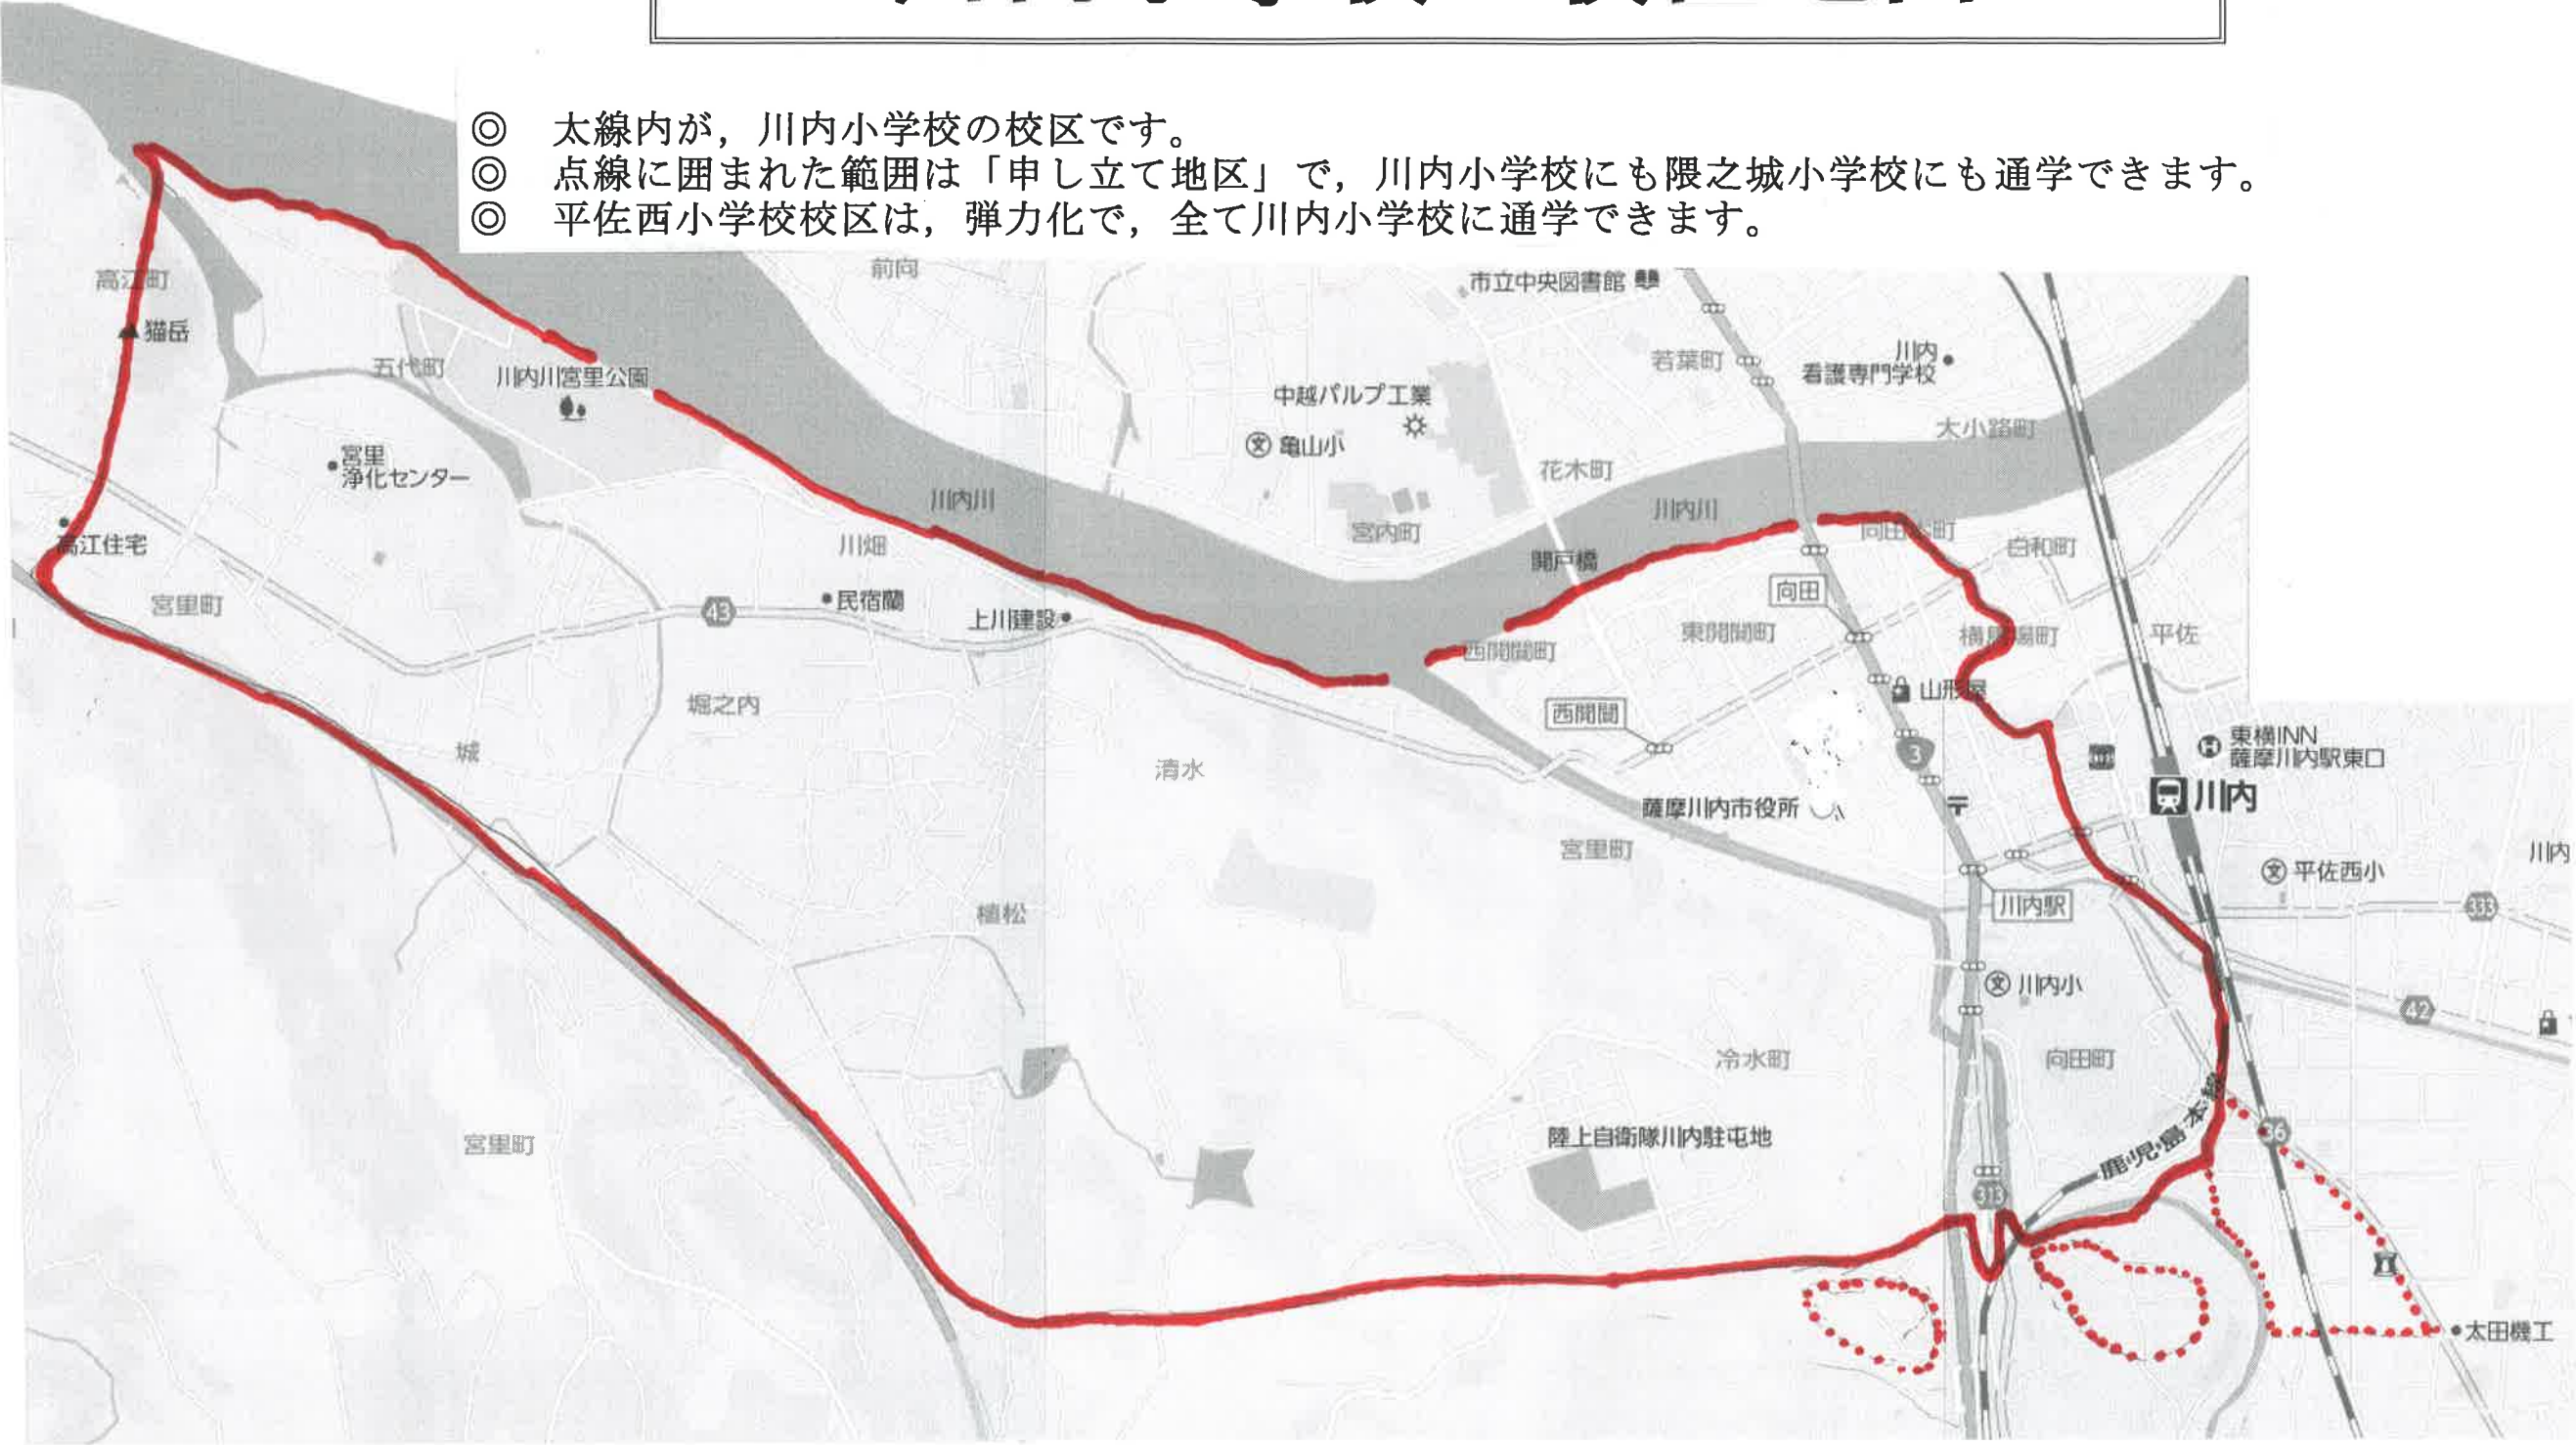 ◎ 太線内が，川内小学校の校区です。
◎ 点線に囲まれた範囲は「申し立て地区」で，川内小学校にも隈之城小学校にも通学できます。
◎ 平佐西小学校校区は，弾力化で，全て川内小学校に通学できます。
前向
市立中央図書館
高江町
猫岳
五代町
川内川宮里公園
若葉町
川内
看護専門学校
中越パルプ工業
亀山小
大小路町
宮里
浄化センター
花木町
川内川
川内川
宮内町
向田本町
白和町
高江住宅
川畑
開戸橋
向田
宮里町
43
民宿蘭
上川建設
西開聞町
東開聞町
横馬場町
平佐
堀之内
西開聞
山形屋
城
清水
3
東横INN
薩摩川内駅東口
川内
薩摩川内市役所
〒
宮里町
川内
平佐西小
植松
川内駅
333
川内小
42
冷水町
向田町
宮里町
陸上自衛隊川内駐屯地
鹿児島本線
36
313
太田機工